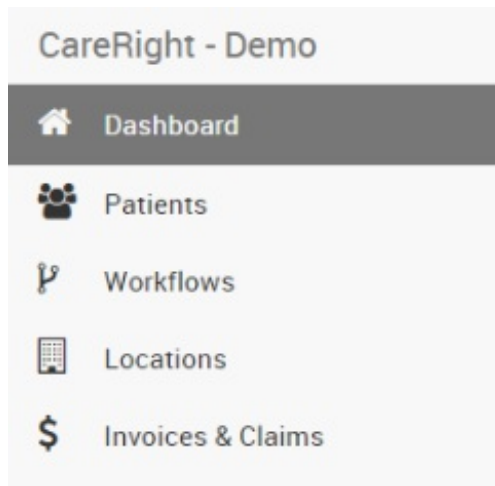 CareRight - Demo
Dashboard
Patients
Workflows
Locations
Invoices & Claims